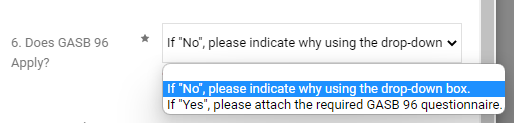 6. Does GASB 96 * If "No", please indicate why using the drop-down
Apply?
If "No", please indicate why using the drop-down box.
If "Yes", please attach the required GASB 96 questionnaire.